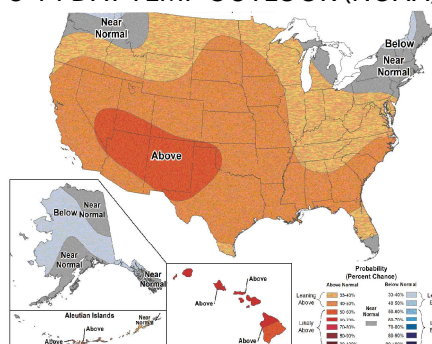 Near
Normal
Below
Near
Normal
Above
Below
Near
Normal
Near
Normal
Near
Normal
Aleutian Islands
Above
Above
Near
Normal
Above
Above
Above
Probability
(Percent Chance)
Above Normal
Below Normal
Leaning
Above
33-40%
40-50%
50-60%
Near
Normal
33-40%
40-50%
50-60%
Likely
Above
70-80%
70-80%
80-90%
80-90%